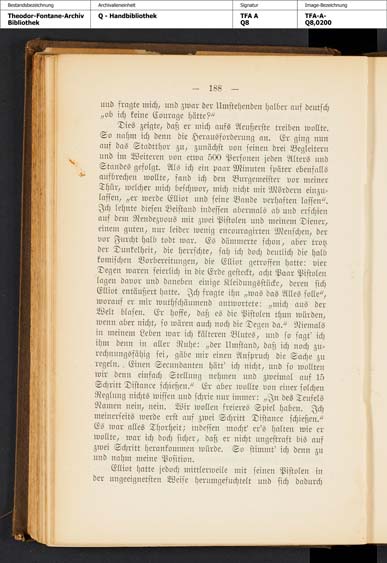 Bestandsbezeichnung
Archivalieneinheit
Signatur
Image-Bezeichnung
Theodor-Fontane-Archiv
Bibliothek
Q - Handbibliothek
TFA A
Q8
TFA-A-
Q8,0200
— 188 —
und fragte mich, und zwar der Umstehenden halber auf deutsch
„ob ich keine Courage hätte?“
Dies zeigte, daß er mich aufs Aeußerste treiben wollte.
So nahm ich denn die Herausforderung an. Er ging nun
auf das Stadtthor zu, zunächst von seinen drei Begleitern
und im Weiteren von etwa 500 Personen jeden Alters und
Standes gefolgt. Als ich ein paar Minuten später ebenfalls
aufbrechen wollte, fand ich den Burgemeister vor meiner
Thür, welcher mich beschwor, mich nicht mit Mördern einzu-
lassen, „er werde Elliot und seine Bande verhaften lassen“.
Ich lehnte diesen Beistand indessen abermals ab und erschien
auf dem Rendezvous mit zwei Pistolen und meinem Diener,
einem guten, nur leider wenig encouragirten Menschen, der
vor Furcht halb todt war. Es dämmerte schon, aber trotz
der Dunkelheit, die herrschte, sah ich doch deutlich die halb
komischen Vorbereitungen, die Elliot getroffen hatte: vier
Degen waren feierlich in die Erde gesteckt, acht Paar Pistolen
lagen davor und daneben einige Kleidungsstücke, deren sich
Elliot entäußert hatte. Ich fragte ihn „was das Alles solle“,
worauf er mir wuthschäumend antwortete: „mich aus der
Welt blasen. Er hoffe, daß es die Pistolen thun würden,
wenn aber nicht, so wären auch noch die Degen da.“ Niemals
in meinem Leben war ich kälteren Blutes, und so sagt' ich
ihm denn in aller Ruhe: „der Umstand, daß ich noch zu-
rechnungsfähig sei, gäbe mir einen Anspruch die Sache zu
regeln. Einen Secundanten hätt' ich nicht, und so wollten
wir denn einfach Stellung nehmen und zweimal auf 15
Schritt Distance schießen.“ Er aber wollte von einer solchen
Reglung nichts wissen und schrie nur immer: „In des Teufels
Namen nein, nein. Wir wollen freieres Spiel haben. Ich
meinerseits werde erst auf zwei Schritt Distance schießen.“
Es war alles Thorheit; indessen mocht' er's halten wie er
wollte, war ich doch sicher, daß er nicht ungestraft bis auf
zwei Schritt herankommen würde. So stimmt' ich denn zu
und nahm meine Position.
Elliot hatte jedoch mittlerweile mit seinen Pistolen in
der ungeeignetsten Weise herumgefuchtelt und sich dadurch